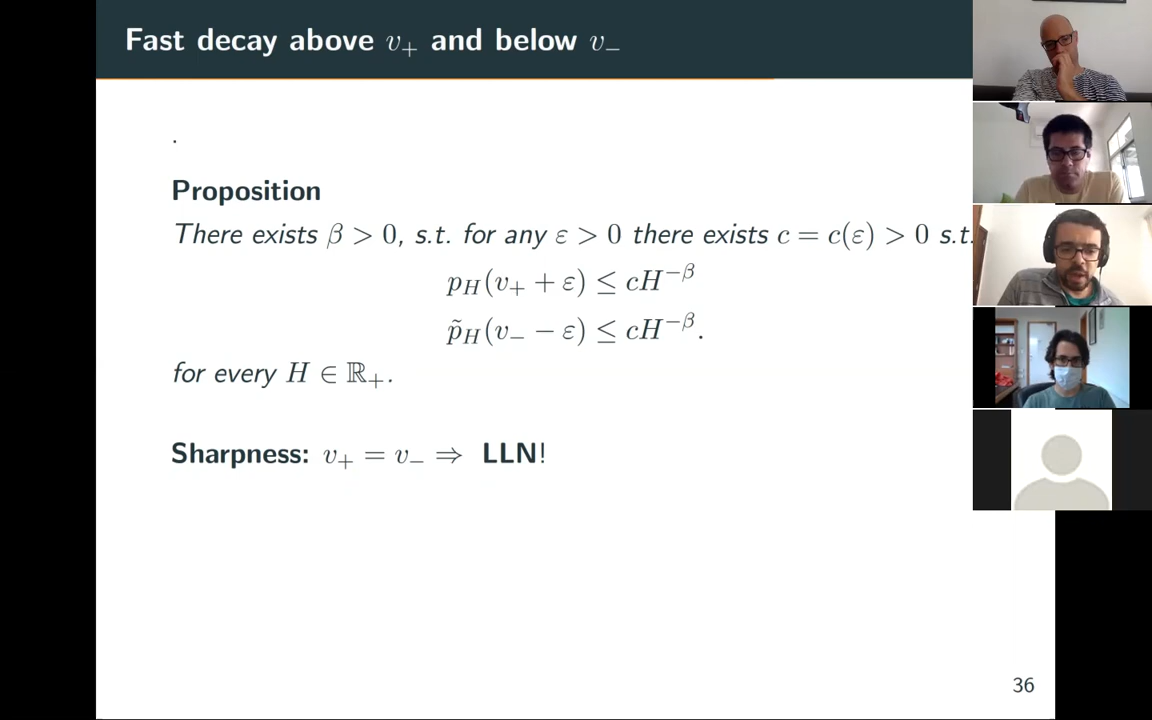 Fast decay above v₊ and below v₋
.
Proposition
There exists β > 0, s.t. for any ε > 0 there exists c = c(ε) > 0 s.t.
p_H(v₊ + ε) ≤ cH^{−β}
p̃_H(v₋ − ε) ≤ cH^{−β}.
for every H ∈ ℝ₊.
Sharpness: v₊ = v₋ ⇒ LLN!
36